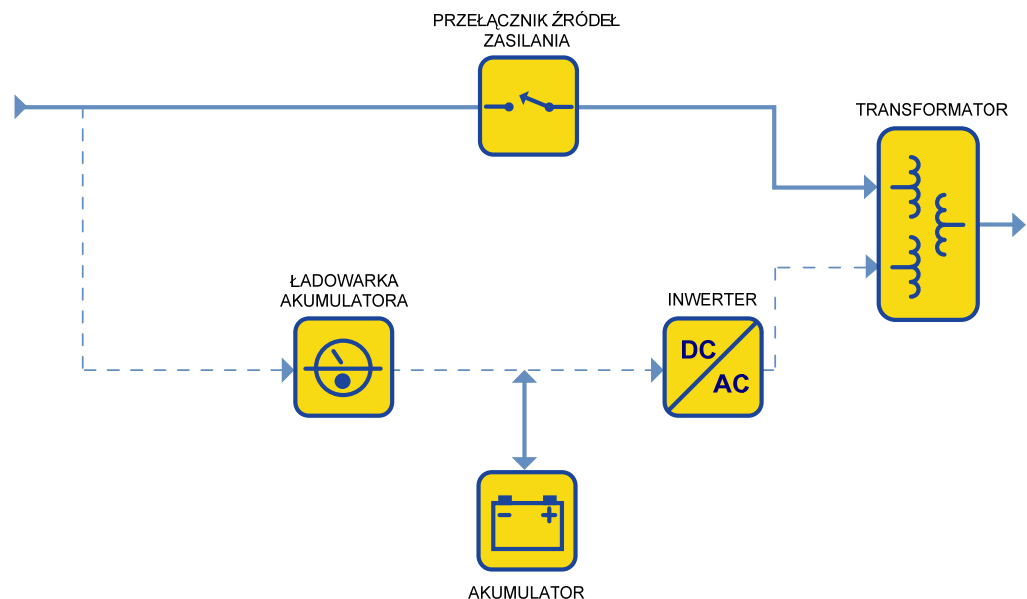 PRZEŁĄCZNIK ŹRÓDEŁ
ZASILANIA
TRANSFORMATOR
ŁADOWARKA
AKUMULATORA
INWERTER
DC
AC
AKUMULATOR